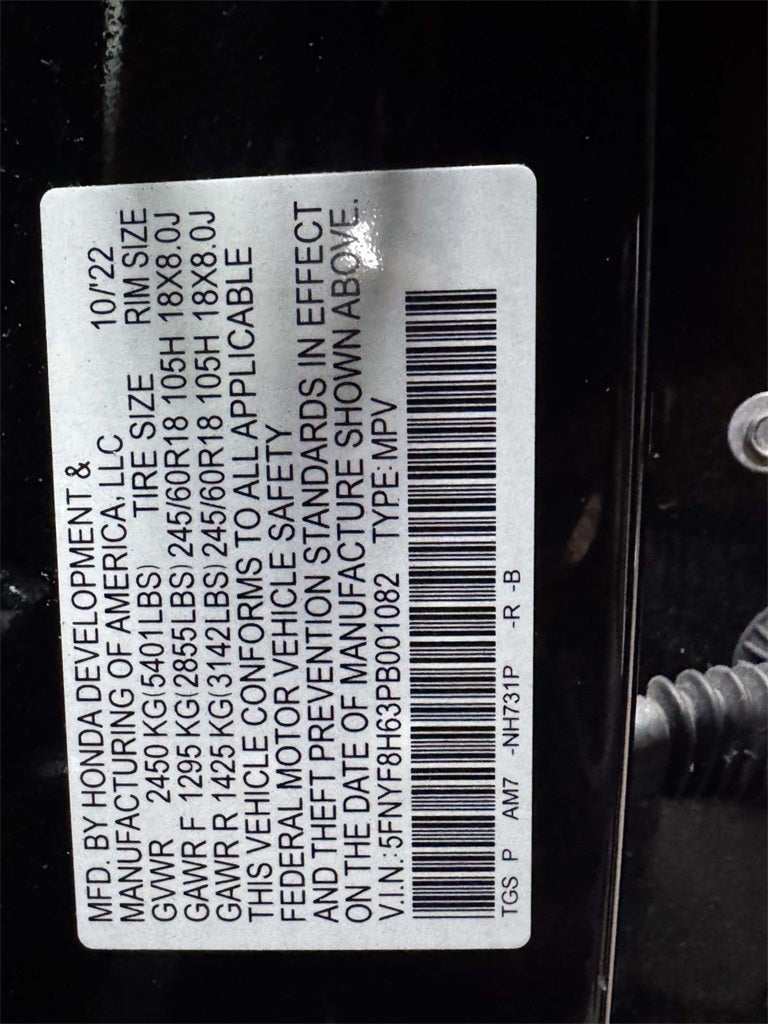 MFD. BY HONDA DEVELOPMENT &
MANUFACTURING OF AMERICA, LLC 10/'22
GVWR 2450 KG(5401LBS) TIRE SIZE RIM SIZE
GAWR F 1295 KG(2855LBS) 245/60R18 105H 18X8.0J
GAWR R 1425 KG(3142LBS) 245/60R18 105H 18X8.0J
THIS VEHICLE CONFORMS TO ALL APPLICABLE
FEDERAL MOTOR VEHICLE SAFETY
AND THEFT PREVENTION STANDARDS IN EFFECT
ON THE DATE OF MANUFACTURE SHOWN ABOVE.
V.I.N.:5FNYF8H63PB001082 TYPE:MPV
TGS P AM7 -NH731P -R -B